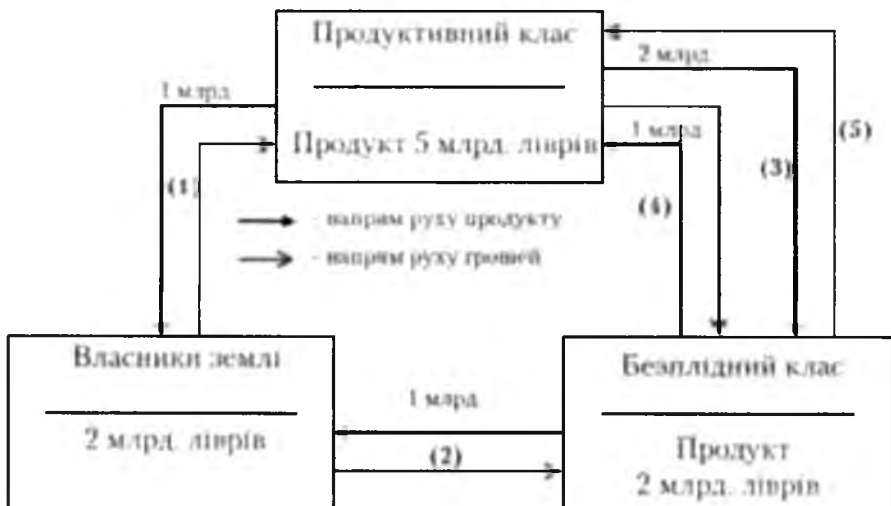 Продуктивний клас
Продукт 5 млрд. ліврів
1 млрд
2 млрд
1 млрд
(1)
(3)
(4)
(5)
- напрям руху продукту
- напрям руху грошей
Власники землі
2 млрд. ліврів
1 млрд
(2)
Безплідний клас
Продукт
2 млрд. ліврів